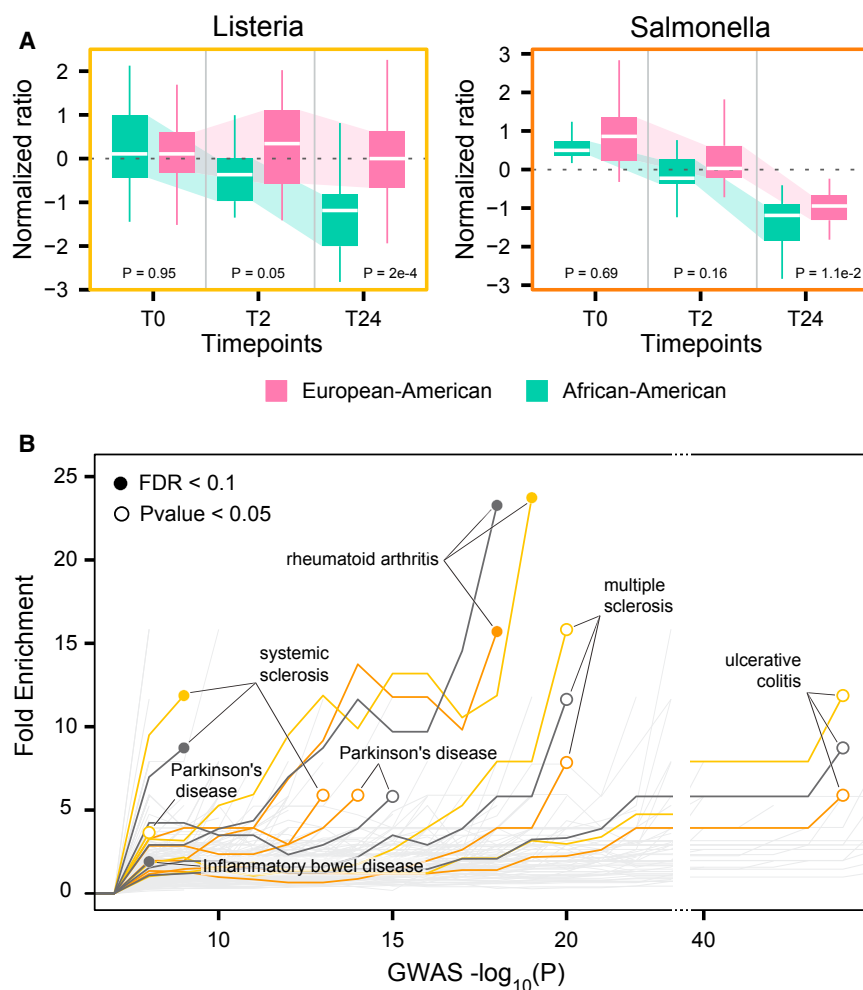 A
Listeria
Salmonella
Normalized ratio
2
1
0
−1
−2
−3
P = 0.95
P = 0.05
P = 2e-4
T0
T2
T24
Timepoints
Normalized ratio
3
2
1
0
−1
−2
−3
P = 0.69
P = 0.16
P = 1.1e-2
T0
T2
T24
Timepoints
European-American
African-American
B
Fold Enrichment
25
20
15
10
5
0
FDR < 0.1
Pvalue < 0.05
rheumatoid arthritis
multiple
sclerosis
systemic
sclerosis
ulcerative
colitis
Parkinson's
disease
Parkinson's disease
Inflammatory bowel disease
10
15
20
40
GWAS -log10(P)